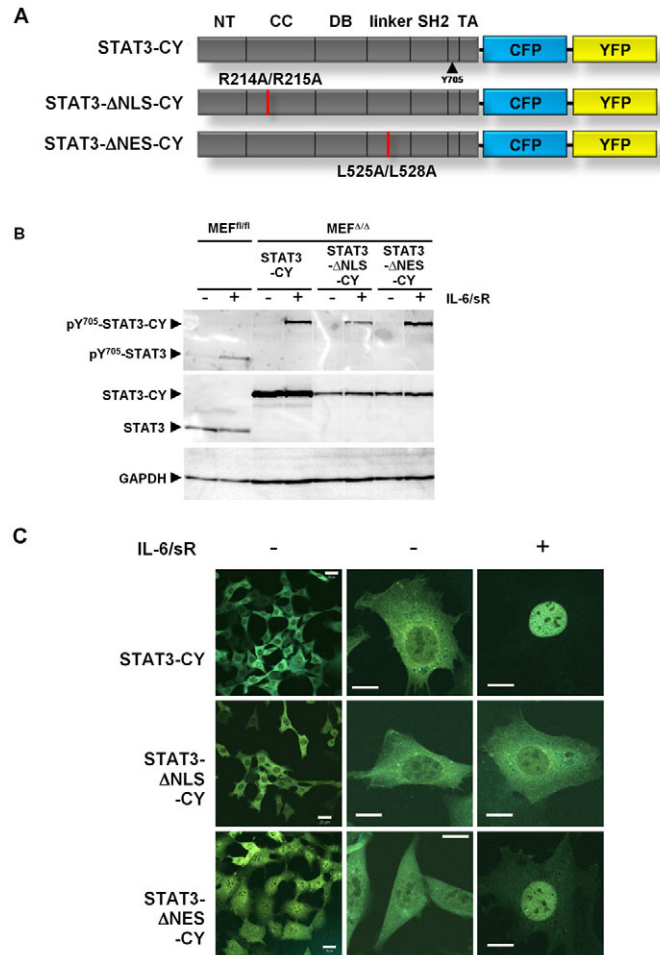 A
NT CC DB linker SH2 TA
STAT3-CY CFP YFP
Y705
R214A/R215A
STAT3-ΔNLS-CY CFP YFP
STAT3-ΔNES-CY CFP YFP
L525A/L528A
B
MEFfl/fl MEFΔ/Δ
STAT3 -CY
STAT3 -ΔNLS -CY
STAT3 -ΔNES -CY
- + - + - + - + IL-6/sR
pY705-STAT3-CY
pY705-STAT3
STAT3-CY
STAT3
GAPDH
C
IL-6/sR - - +
STAT3-CY
STAT3-
ΔNLS
-CY
STAT3-
ΔNES
-CY